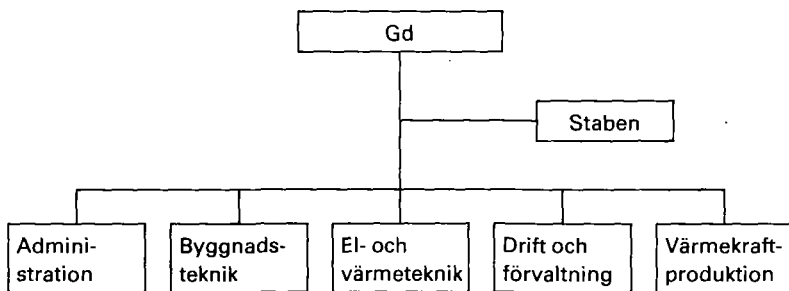 Gd
Staben
Admini-
stration
Byggnads-
teknik
El- och
värmeteknik
Drift och
förvaltning
Värmekraft-
produktion